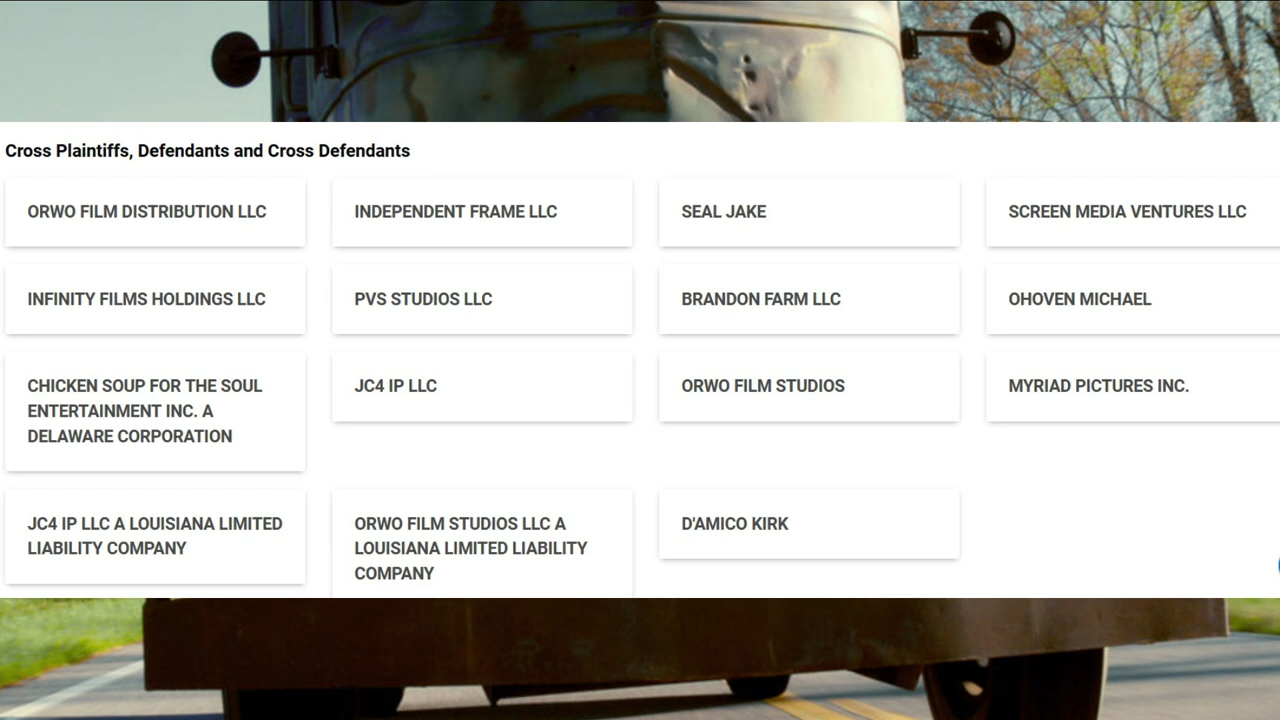 Cross Plaintiffs, Defendants and Cross Defendants
ORWO FILM DISTRIBUTION LLC
INDEPENDENT FRAME LLC
SEAL JAKE
SCREEN MEDIA VENTURES LLC
INFINITY FILMS HOLDINGS LLC
PVS STUDIOS LLC
BRANDON FARM LLC
OHOVEN MICHAEL
CHICKEN SOUP FOR THE SOUL
ENTERTAINMENT INC. A
DELAWARE CORPORATION
JC4 IP LLC
ORWO FILM STUDIOS
MYRIAD PICTURES INC.
JC4 IP LLC A LOUISIANA LIMITED
LIABILITY COMPANY
ORWO FILM STUDIOS LLC A
LOUISIANA LIMITED LIABILITY
COMPANY
D'AMICO KIRK